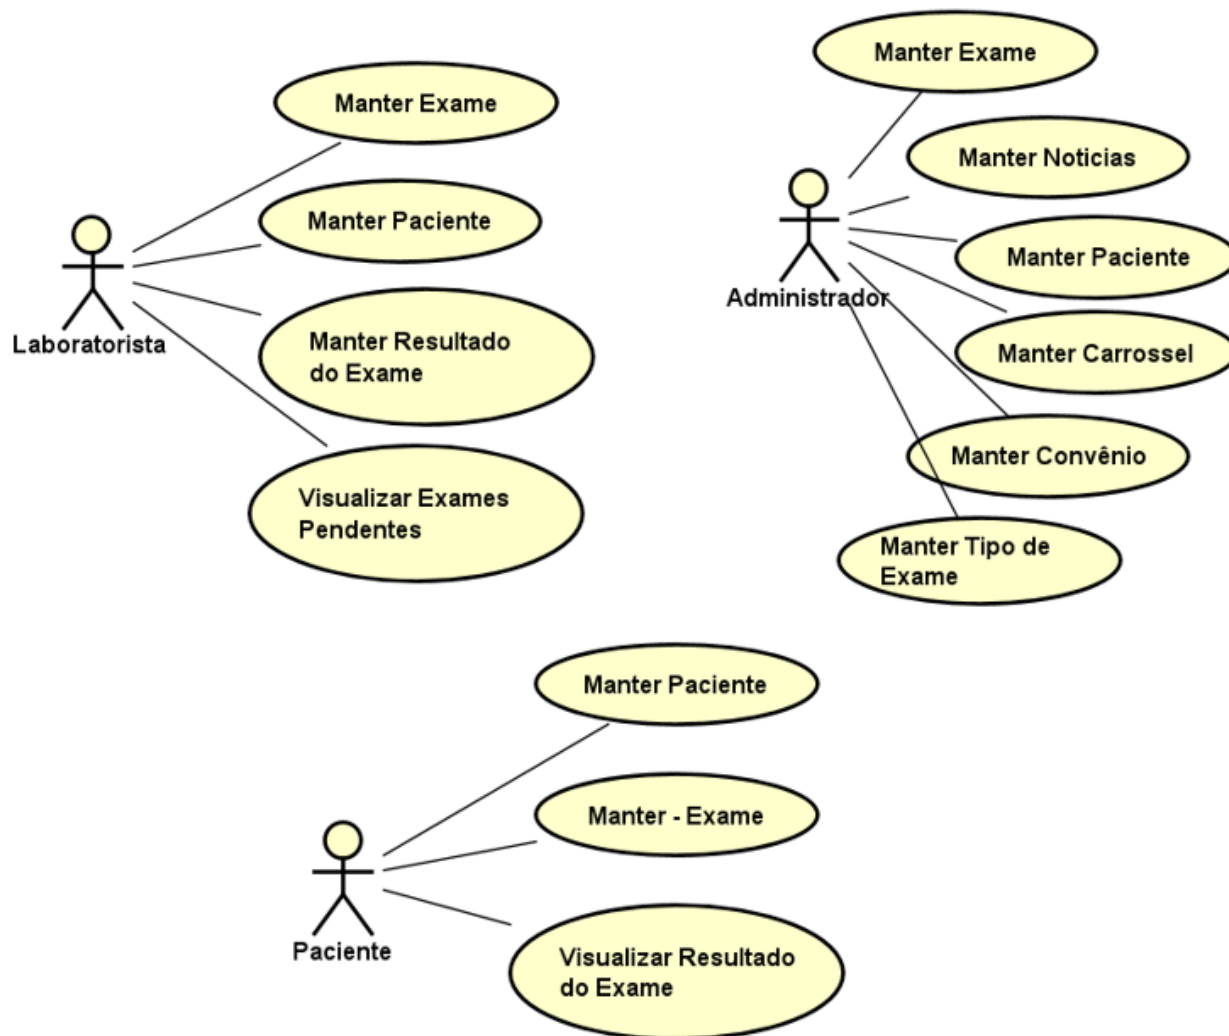 Manter Exame
Manter Paciente
Manter Resultado
do Exame
Visualizar Exames
Pendentes
Laboratorista
Manter Exame
Manter Noticias
Manter Paciente
Manter Carrossel
Manter Convênio
Manter Tipo de
Exame
Administrador
Manter Paciente
Manter - Exame
Visualizar Resultado
do Exame
Paciente